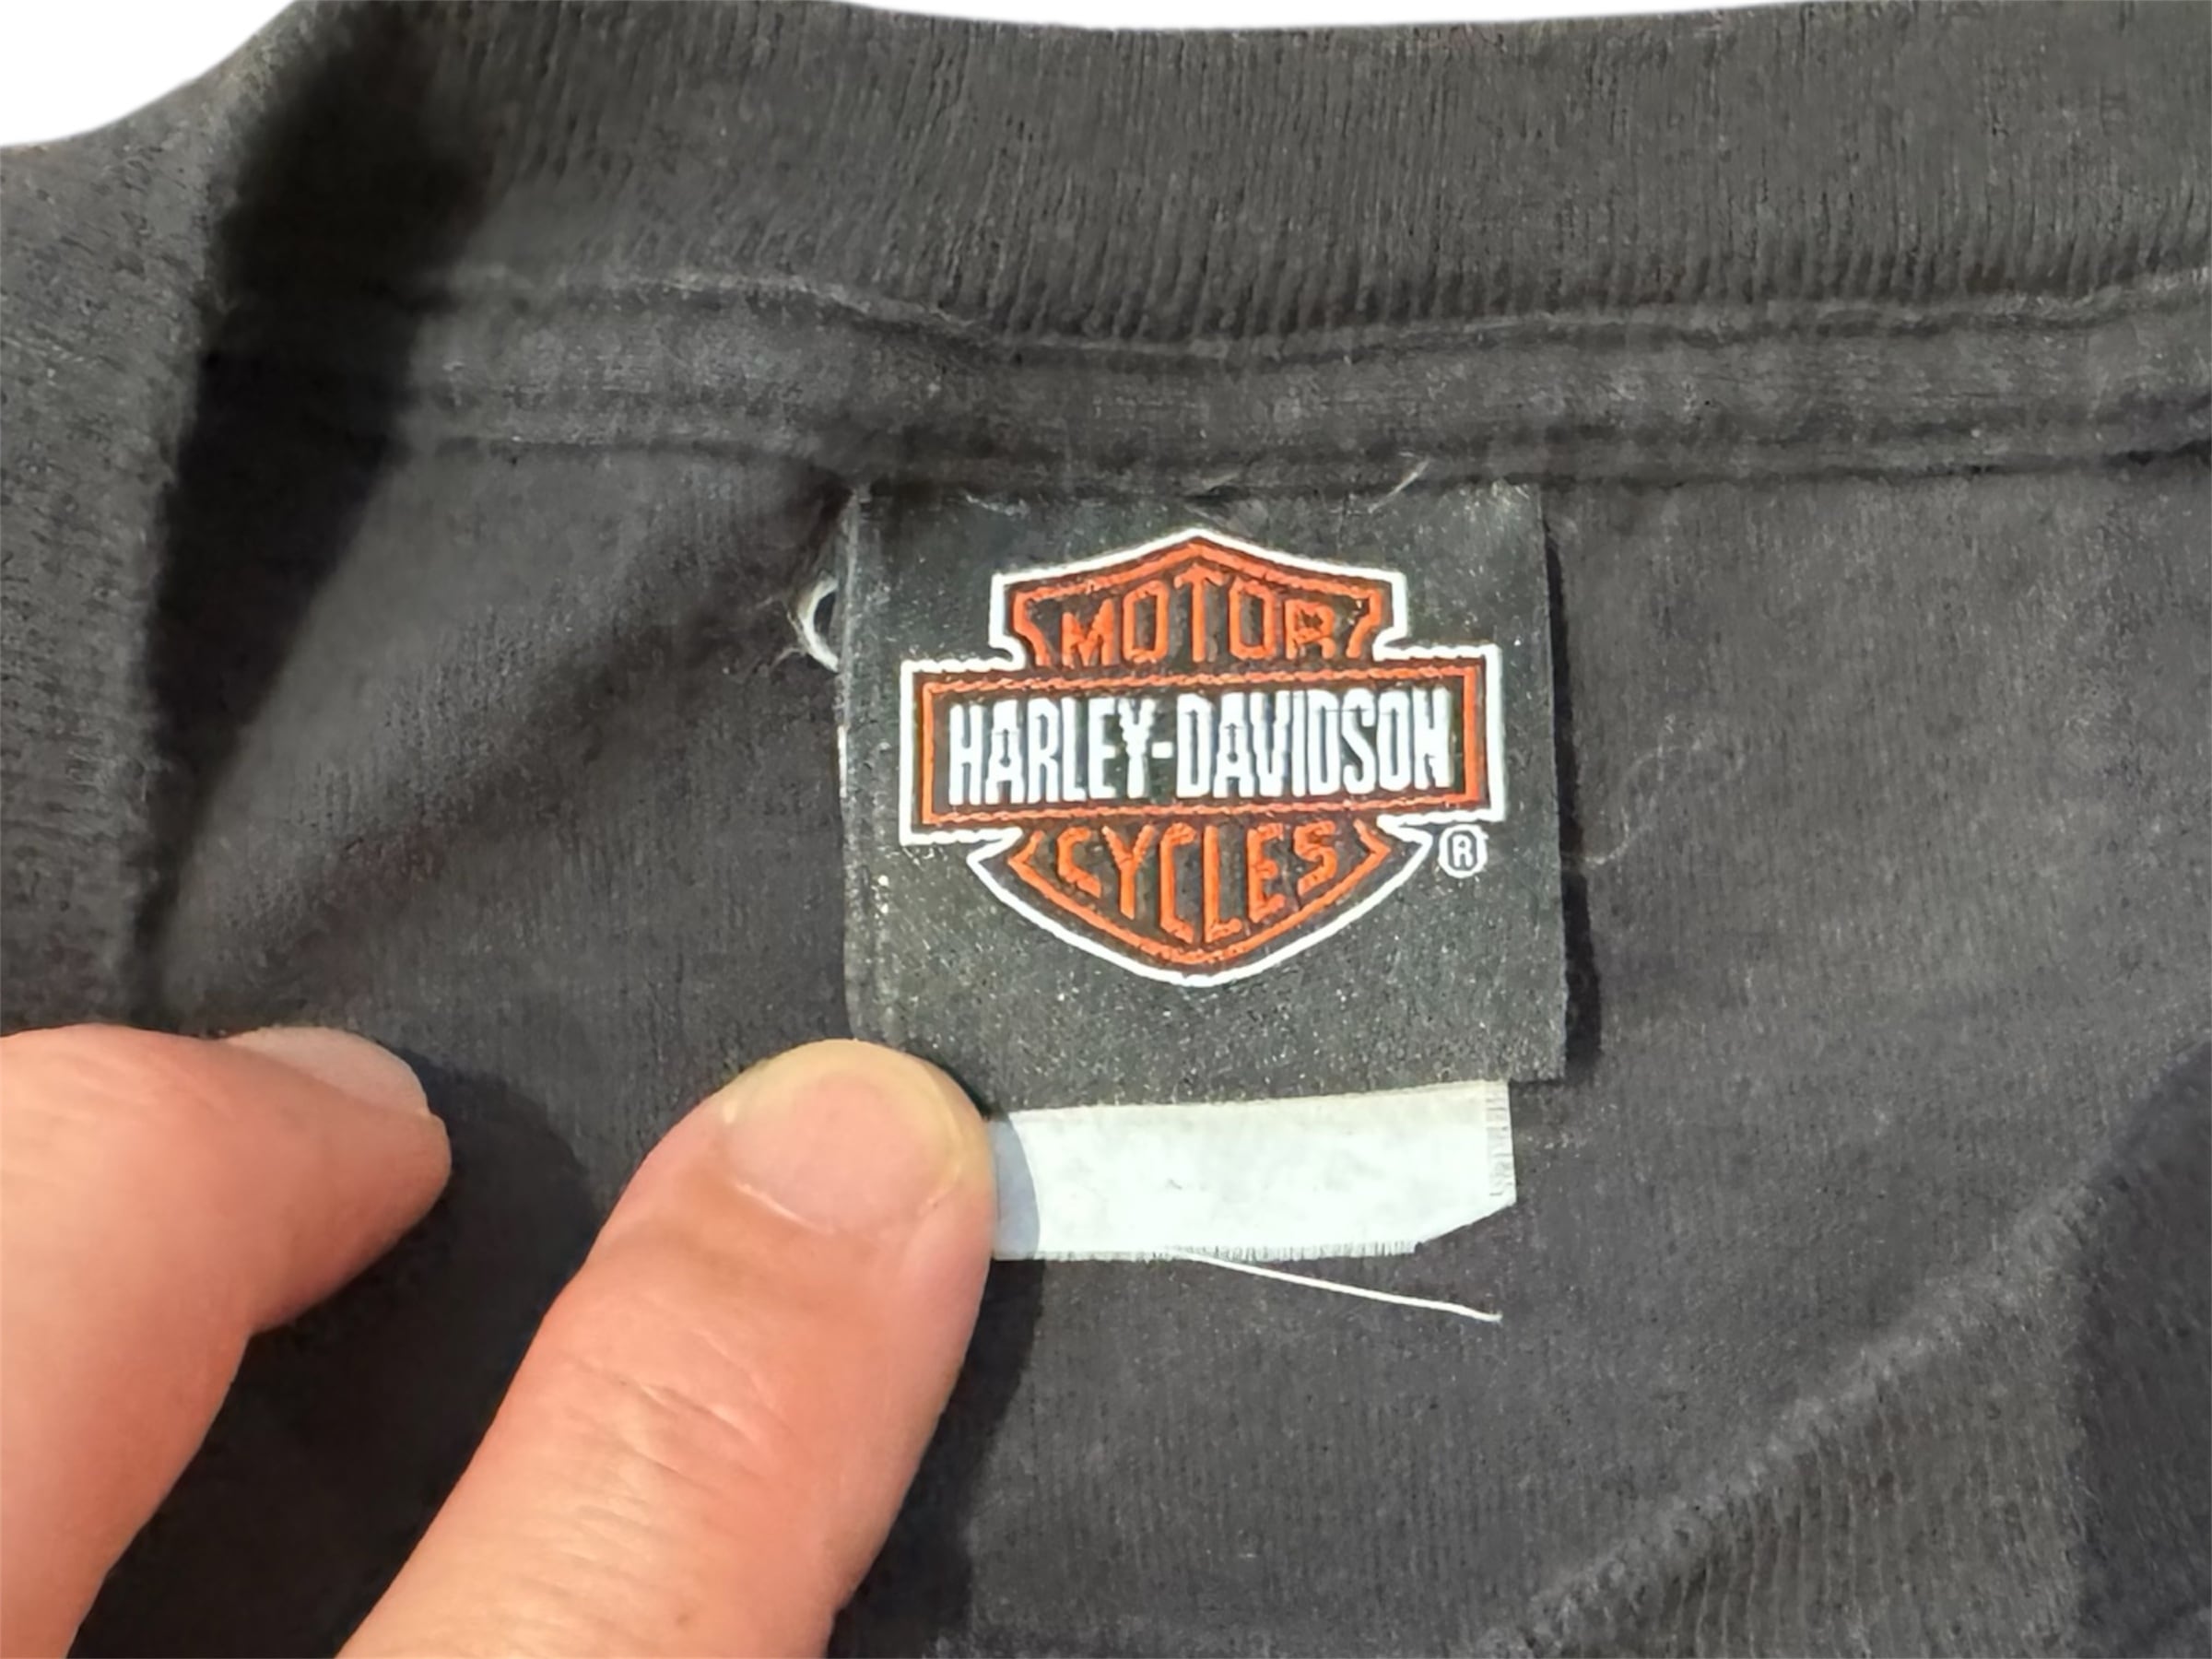 MOTOR
HARLEY-DAVIDSON
CYCLES
®